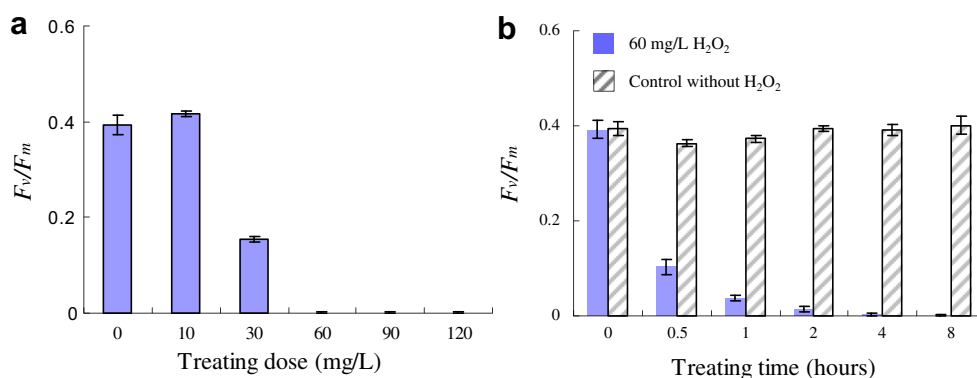 a
0.6
0.4
0.2
0
Fv/Fm
0 10 30 60 90 120
Treating dose (mg/L)
b
0.6
0.4
0.2
0
Fv/Fm
60 mg/L H₂O₂
Control without H₂O₂
0 0.5 1 2 4 8
Treating time (hours)